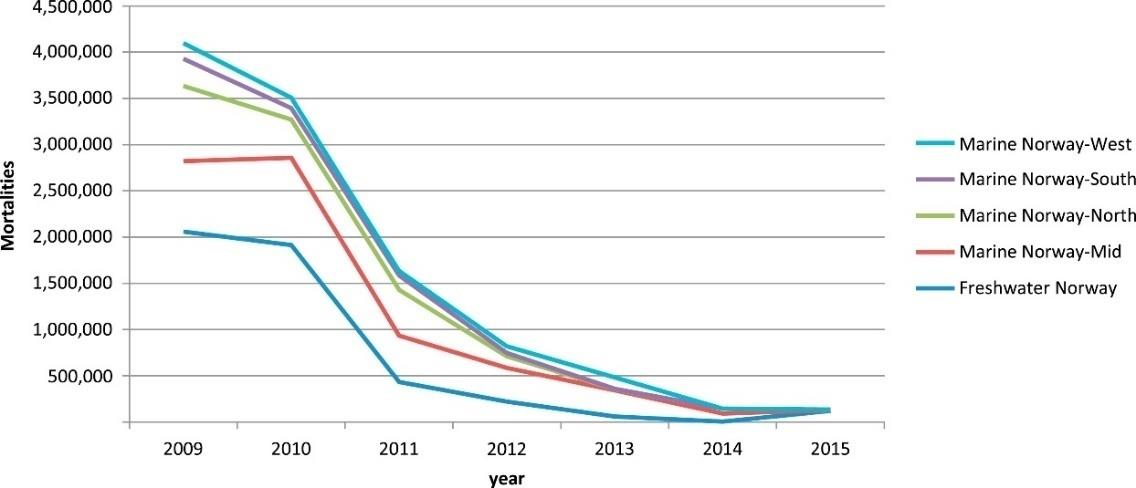 4,500,000
4,000,000
3,500,000
3,000,000
2,500,000
2,000,000
1,500,000
1,000,000
500,000
Mortalities
2009 2010 2011 2012 2013 2014 2015
year
Marine Norway-West
Marine Norway-South
Marine Norway-North
Marine Norway-Mid
Freshwater Norway